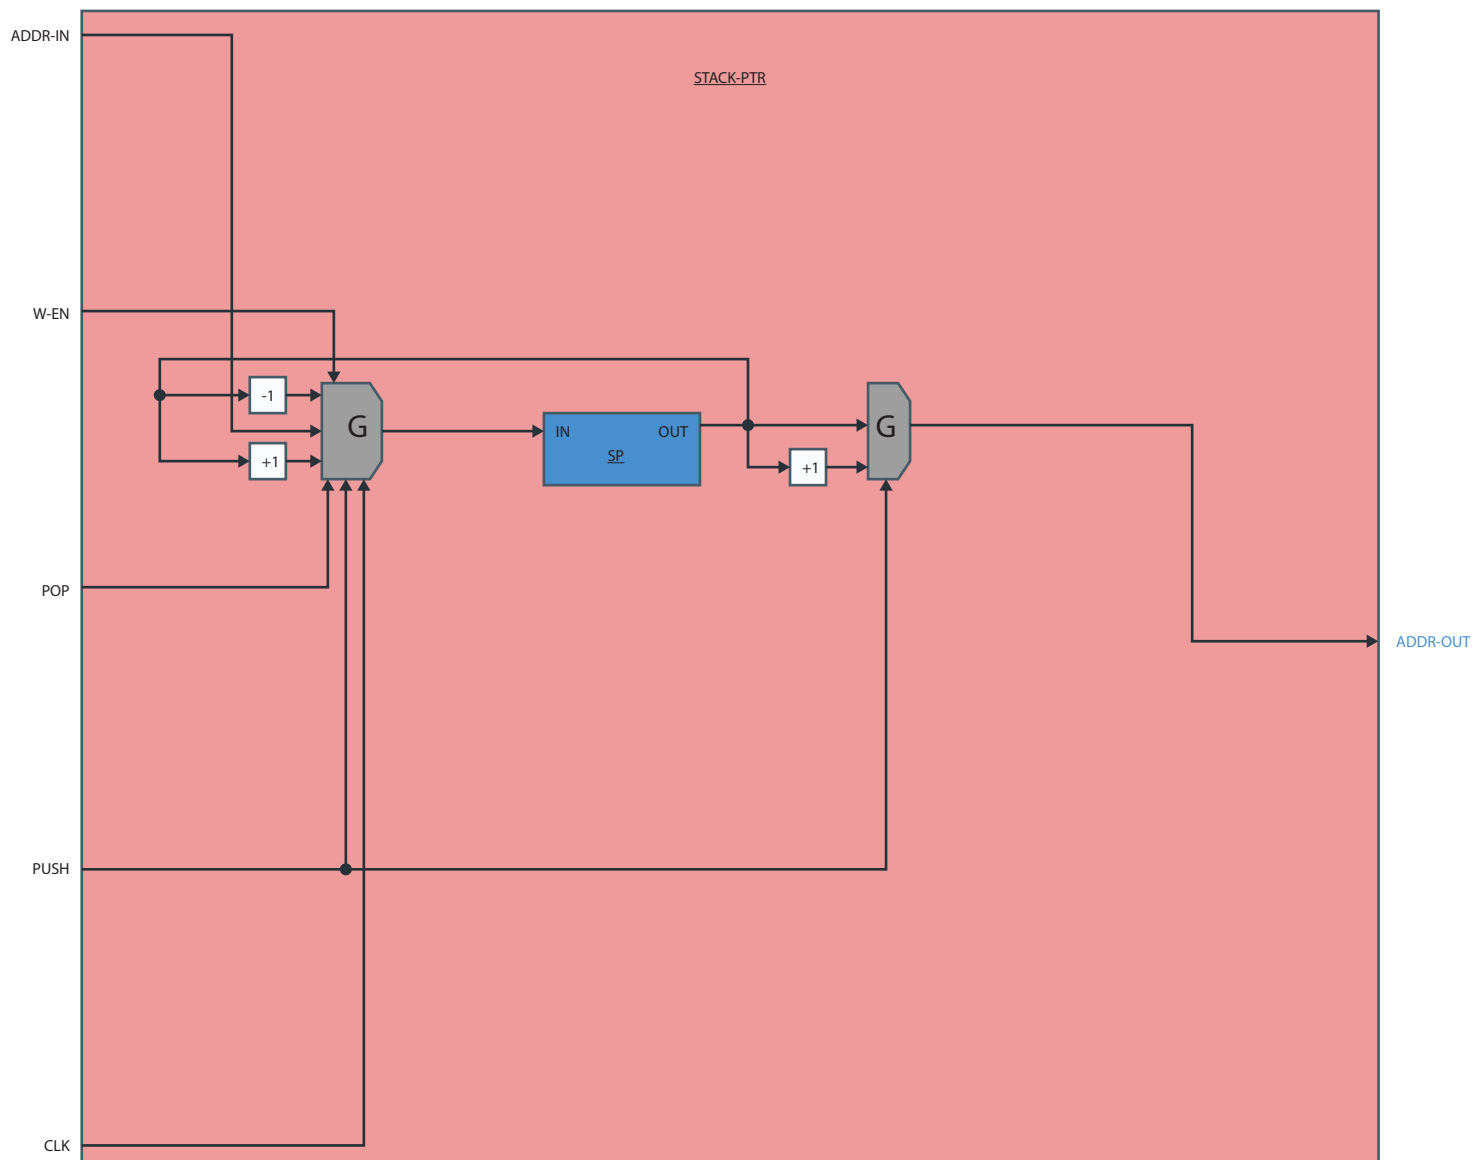 ADDR-IN
STACK-PTR
W-EN
-1
G
G
IN
OUT
SP
+1
+1
POP
ADDR-OUT
PUSH
CLK